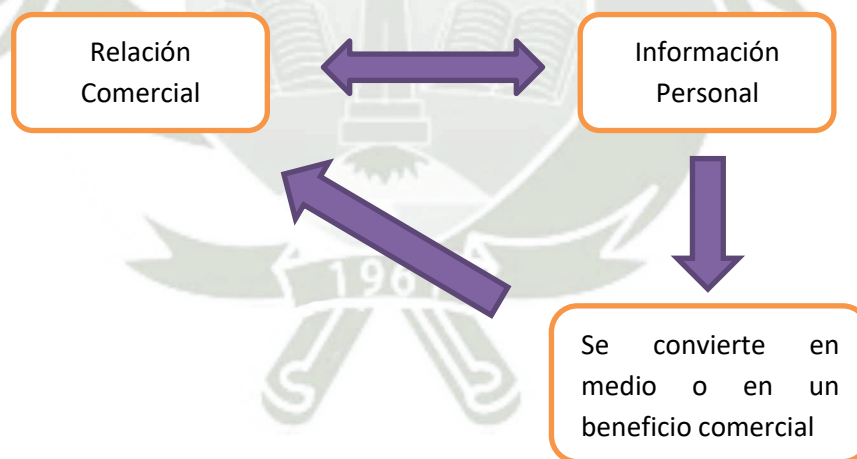 Relación
Comercial
Información
Personal
Se convierte en
medio o en un
beneficio comercial